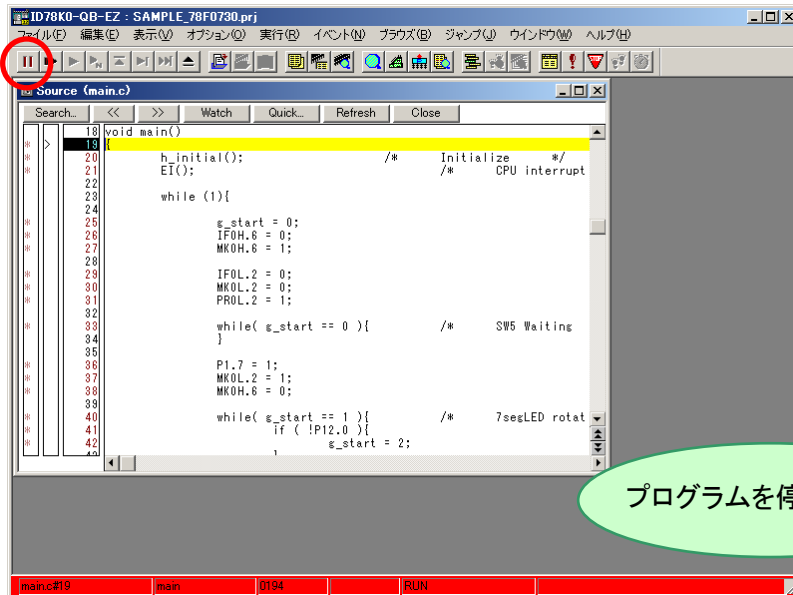 ID78K0-QB-EZ : SAMPLE_78F0730.prj
ファイル(F) 編集(E) 表示(V) オプション(O) 実行(R) イベント(N) ブラウズ(B) ジャンプ(J) ウインドウ(W) ヘルプ(H)
Source (main.c)
Search... << >> Watch Quick... Refresh Close
18 void main()
* > 19 {
* 20 h_initial(); /* Initialize */
* 21 EI(); /* CPU interrupt
22
23 while (1){
24
* 25 g_start = 0;
* 26 IF0H.6 = 0;
* 27 MK0H.6 = 1;
28
* 29 IF0L.2 = 0;
* 30 MK0L.2 = 0;
* 31 PR0L.2 = 1;
32
* 33 while( g_start == 0 ){ /* SW5 Waiting
34 }
35
* 36 P1.7 = 1;
* 37 MK0L.2 = 1;
* 38 MK0H.6 = 0;
39
* 40 while( g_start == 1 ){ /* 7segLED rotat
* 41 if ( !P12.0 ){
* 42 g_start = 2;
プログラムを停
main.c#19 main 0194 RUN